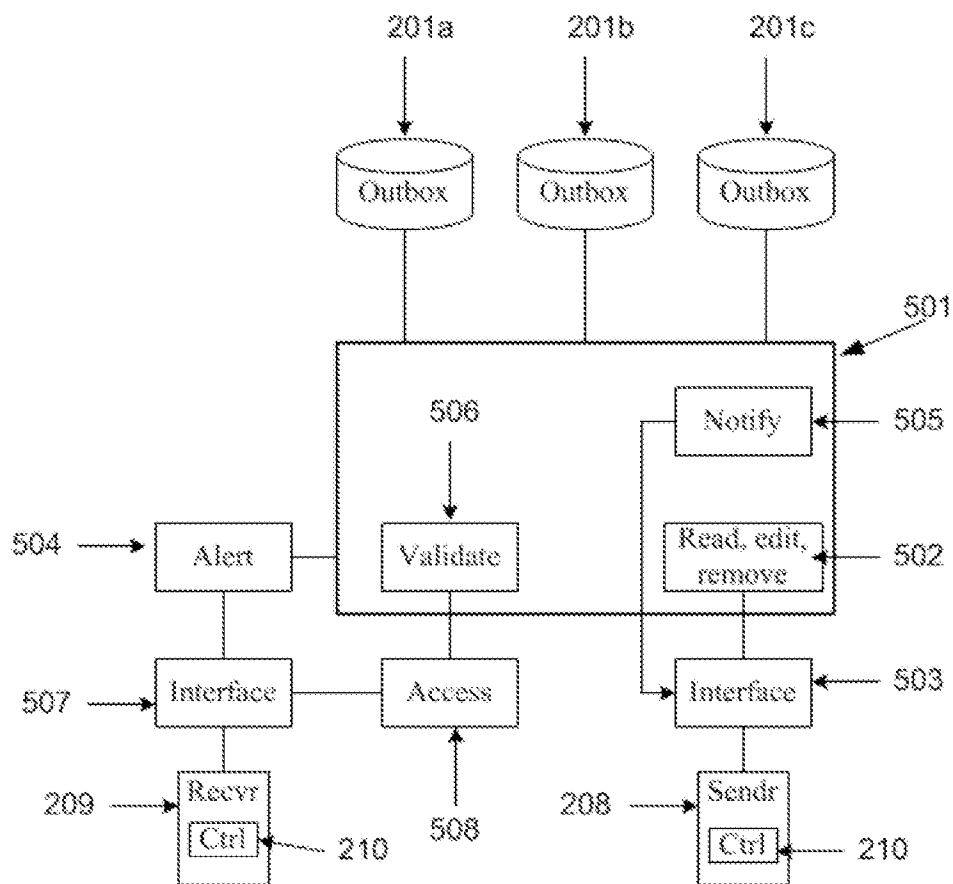 201a 201b 201c
Outbox Outbox Outbox
501
506
Notify 505
504 Alert Validate Read, edit,
remove 502
507 Interface Access Interface 503
209 Recvr 208 Sendr
Ctrl 210 508 Ctrl 210